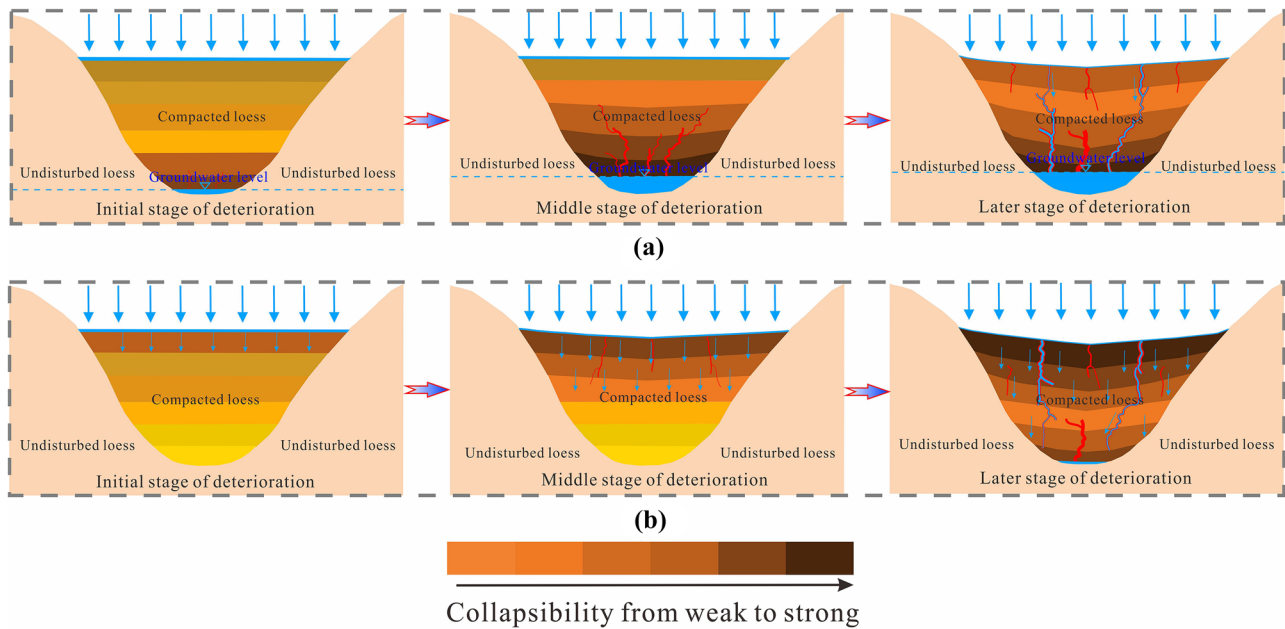 Compacted loess
Undisturbed loess
Undisturbed loess
Groundwater level
Initial stage of deterioration
Compacted loess
Undisturbed loess
Undisturbed loess
Groundwater level
Middle stage of deterioration
Compacted loess
Undisturbed loess
Undisturbed loess
Groundwater level
Later stage of deterioration
(a)
Compacted loess
Undisturbed loess
Undisturbed loess
Initial stage of deterioration
Compacted loess
Undisturbed loess
Undisturbed loess
Middle stage of deterioration
Compacted loess
Undisturbed loess
Undisturbed loess
Later stage of deterioration
(b)
Collapsibility from weak to strong